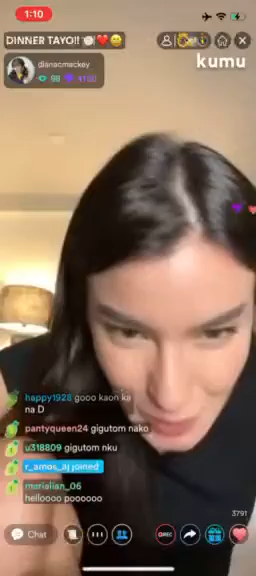 1:10
DINNER TAYO!! 🍽️❤️😄
kumu
dianacmackey
98
happy1928 gooo kaon ka
na D
pantyqueen24 gigutom nako
u318809 gigutom nku
r_amos_aj joined
marialian_06
helloooo poooooo
3791
Chat